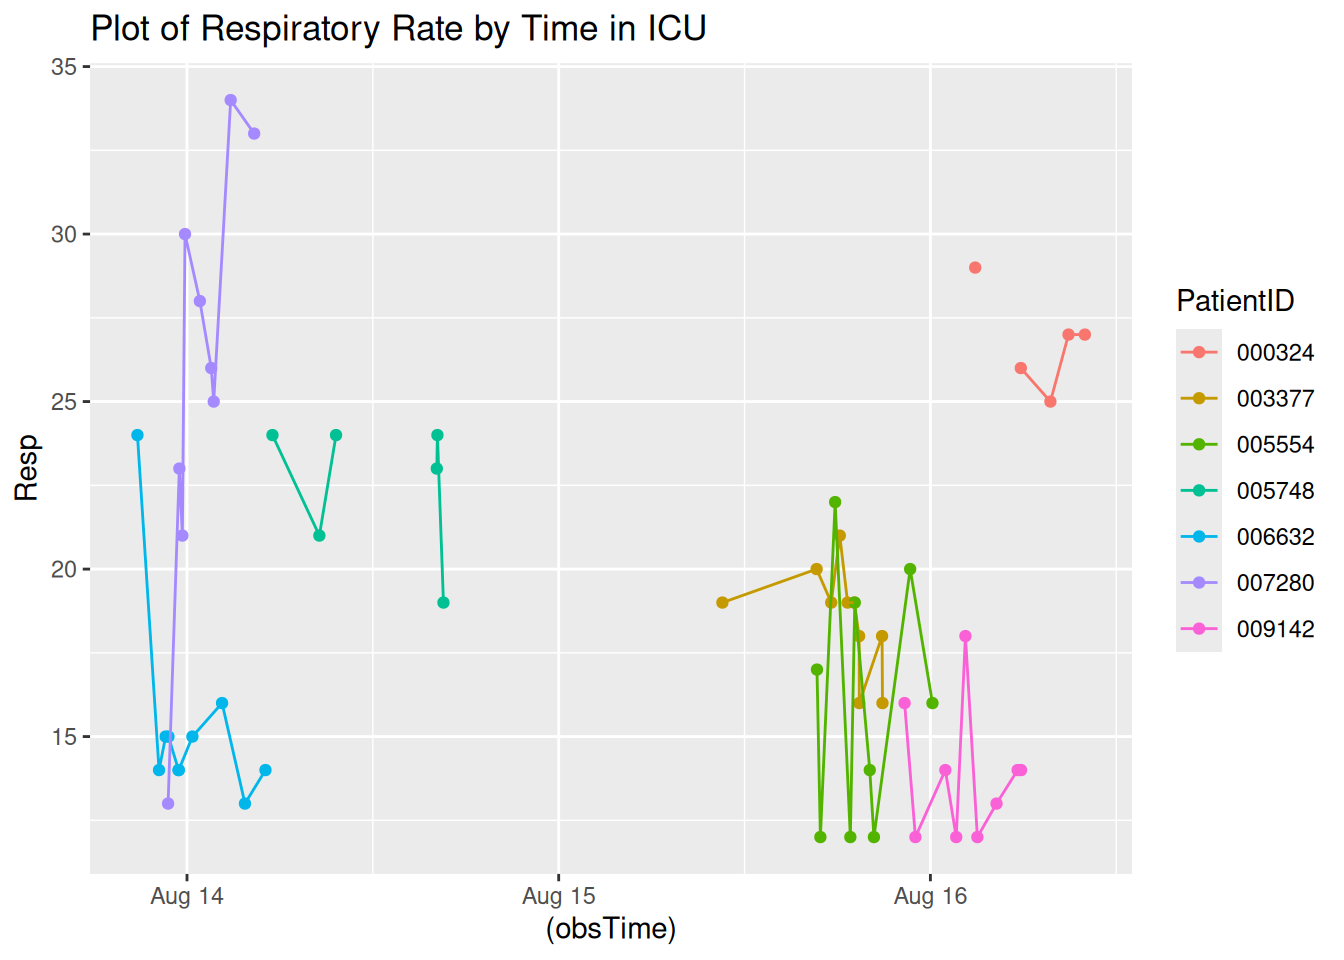 Plot of Respiratory Rate by Time in ICU
35
30
25
20
15
Resp
Aug 14
Aug 15
Aug 16
(obsTime)
PatientID
000324
003377
005554
005748
006632
007280
009142